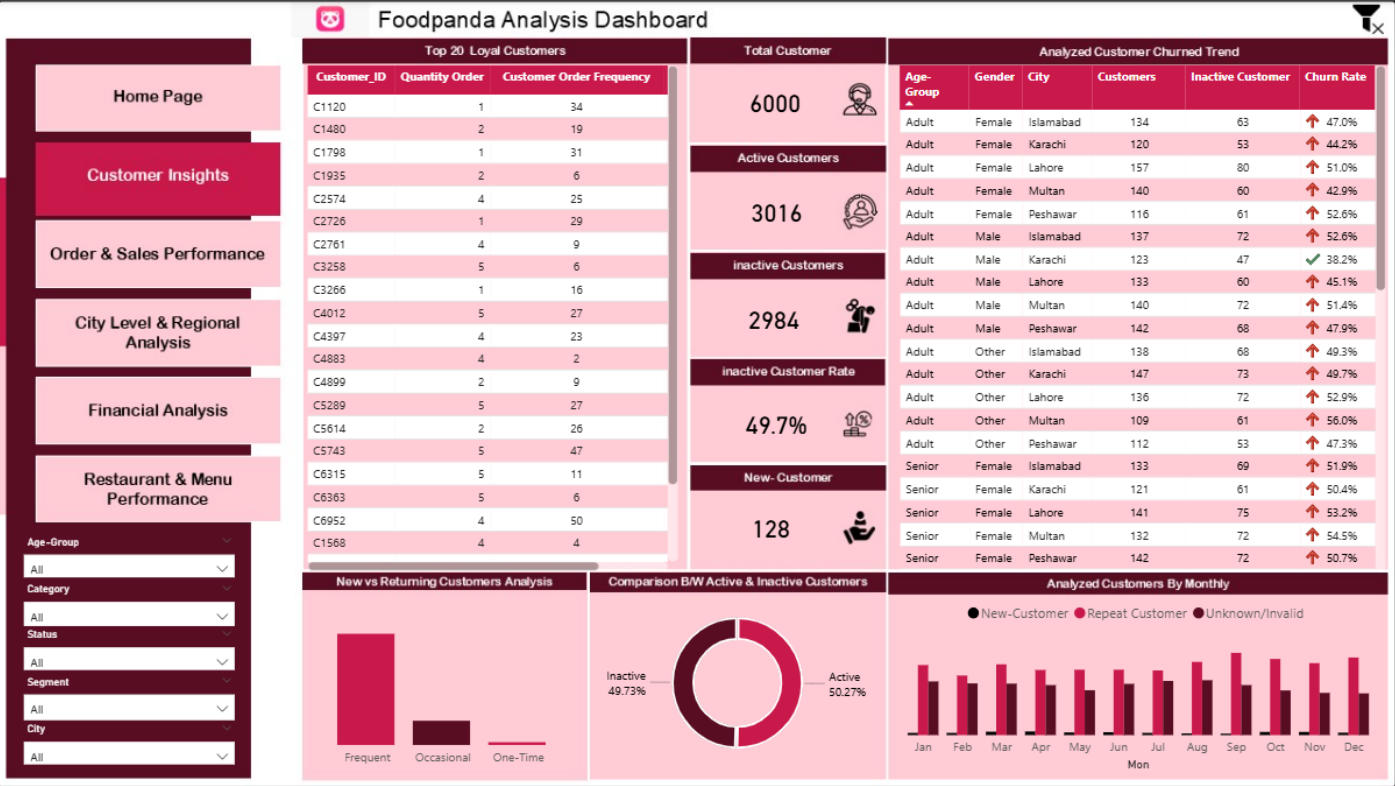 Foodpanda Analysis Dashboard
Home Page
Customer Insights
Order & Sales Performance
City Level & Regional
Analysis
Financial Analysis
Restaurant & Menu
Performance
Age-Group
All
Category
All
Status
All
Segment
All
City
All
Top 20 Loyal Customers
Customer_ID Quantity Order Customer Order Frequency
C1120 1 34
C1480 2 19
C1798 1 31
C1935 2 6
C2574 4 25
C2726 1 29
C2761 4 9
C3258 5 6
C3266 1 16
C4012 5 27
C4397 4 23
C4883 4 2
C4899 2 9
C5289 5 27
C5614 2 26
C5743 5 47
C6315 5 11
C6363 5 6
C6952 4 50
C1568 4 4
Total Customer
6000
Active Customers
3016
inactive Customers
2984
inactive Customer Rate
49.7%
New- Customer
128
Analyzed Customer Churned Trend
Age-
Group Gender City Customers Inactive Customer Churn Rate
Adult Female Islamabad 134 63 47.0%
Adult Female Karachi 120 53 44.2%
Adult Female Lahore 157 80 51.0%
Adult Female Multan 140 60 42.9%
Adult Female Peshawar 116 61 52.6%
Adult Male Islamabad 137 72 52.6%
Adult Male Karachi 123 47 38.2%
Adult Male Lahore 133 60 45.1%
Adult Male Multan 140 72 51.4%
Adult Male Peshawar 142 68 47.9%
Adult Other Islamabad 138 68 49.3%
Adult Other Karachi 147 73 49.7%
Adult Other Lahore 136 72 52.9%
Adult Other Multan 109 61 56.0%
Adult Other Peshawar 112 53 47.3%
Senior Female Islamabad 133 69 51.9%
Senior Female Karachi 121 61 50.4%
Senior Female Lahore 141 75 53.2%
Senior Female Multan 132 72 54.5%
Senior Female Peshawar 142 72 50.7%
New vs Returning Customers Analysis
Frequent Occasional One-Time
Comparison B/W Active & Inactive Customers
Inactive
49.73%
Active
50.27%
Analyzed Customers By Monthly
New-Customer Repeat Customer Unknown/Invalid
Jan Feb Mar Apr May Jun Jul Aug Sep Oct Nov Dec
Mon